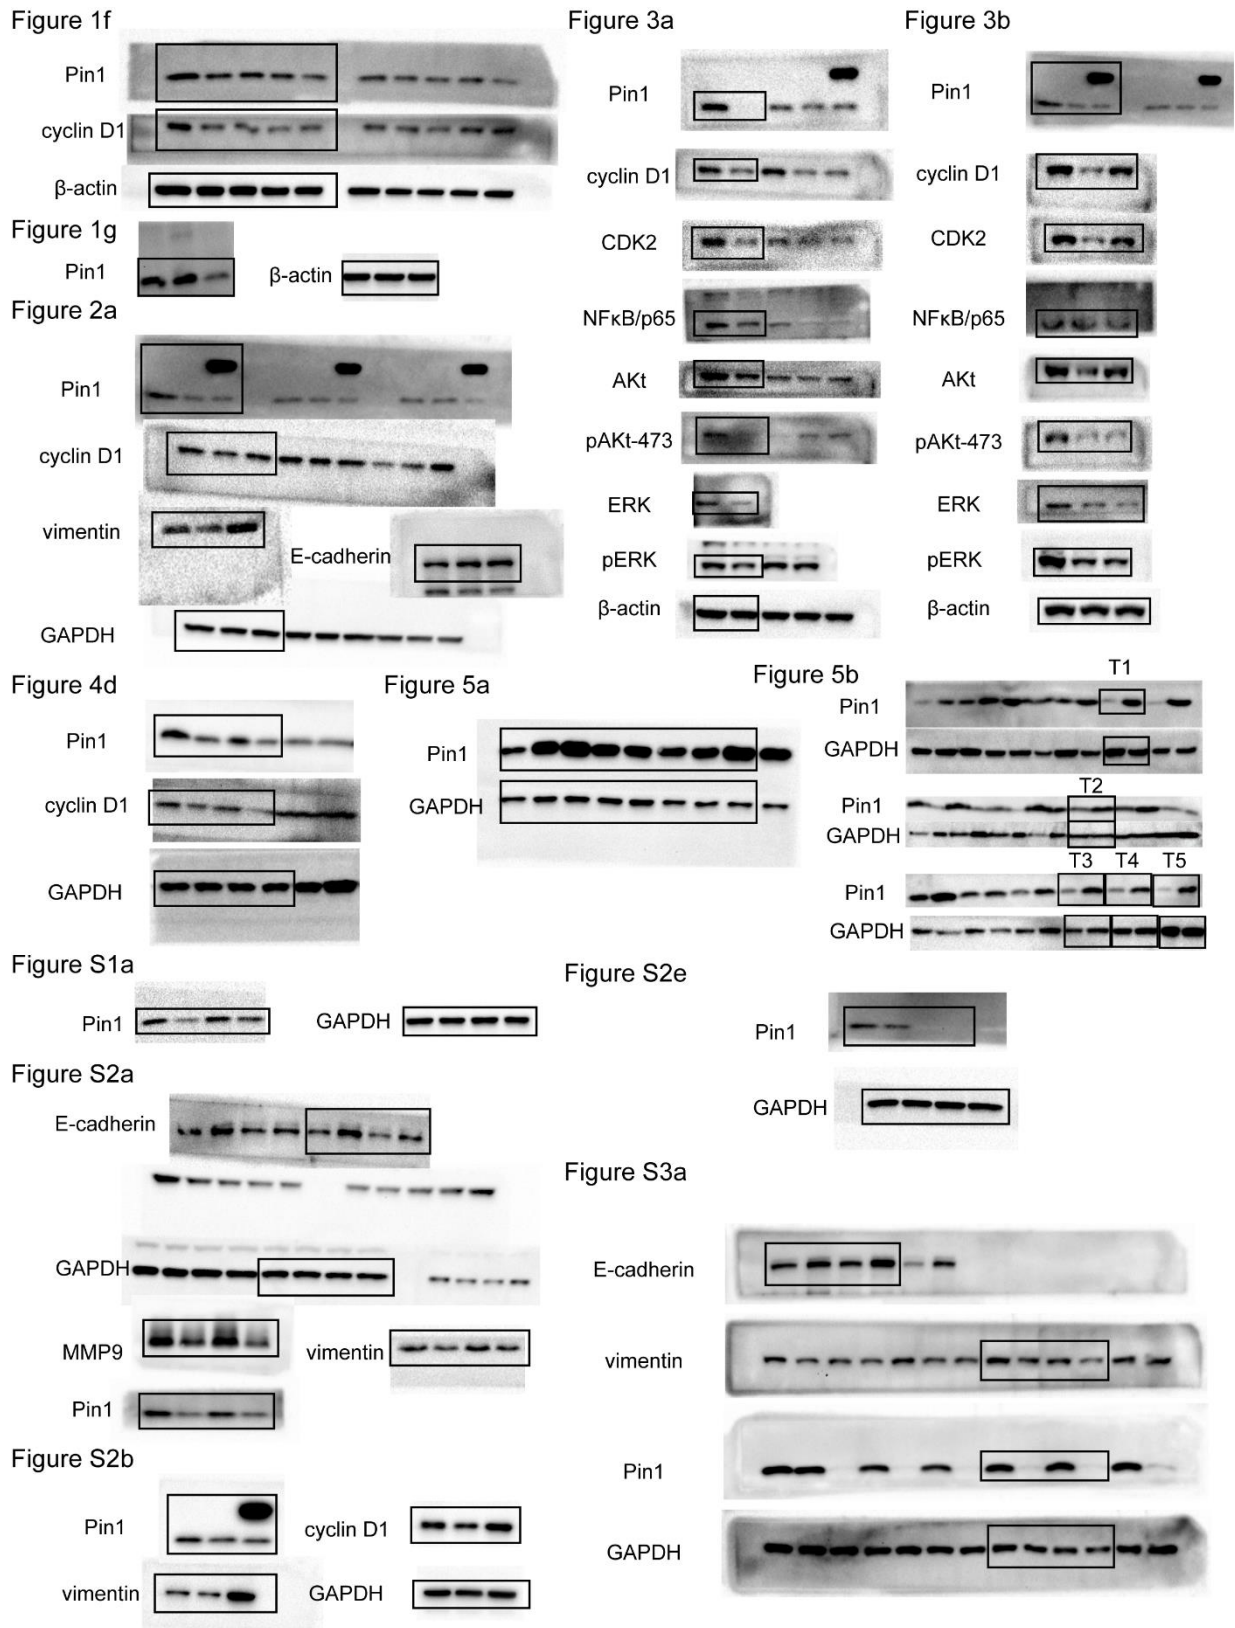 Figure 1f
Pin1
cyclin D1
β-actin
Figure 1g
Pin1
β-actin
Figure 2a
Pin1
cyclin D1
vimentin
E-cadherin
GAPDH
Figure 3a
Pin1
cyclin D1
CDK2
NFκB/p65
AKt
pAKt-473
ERK
pERK
β-actin
Figure 3b
Pin1
cyclin D1
CDK2
NFκB/p65
AKt
pAKt-473
ERK
pERK
β-actin
Figure 4d
Pin1
cyclin D1
GAPDH
Figure 5a
Pin1
GAPDH
Figure 5b
T1
Pin1
GAPDH
T2
Pin1
GAPDH
T3 T4 T5
Pin1
GAPDH
Figure S1a
Pin1
GAPDH
Figure S2e
Pin1
GAPDH
Figure S2a
E-cadherin
GAPDH
MMP9
vimentin
Pin1
Figure S3a
E-cadherin
vimentin
Pin1
GAPDH
Figure S2b
Pin1
cyclin D1
vimentin
GAPDH